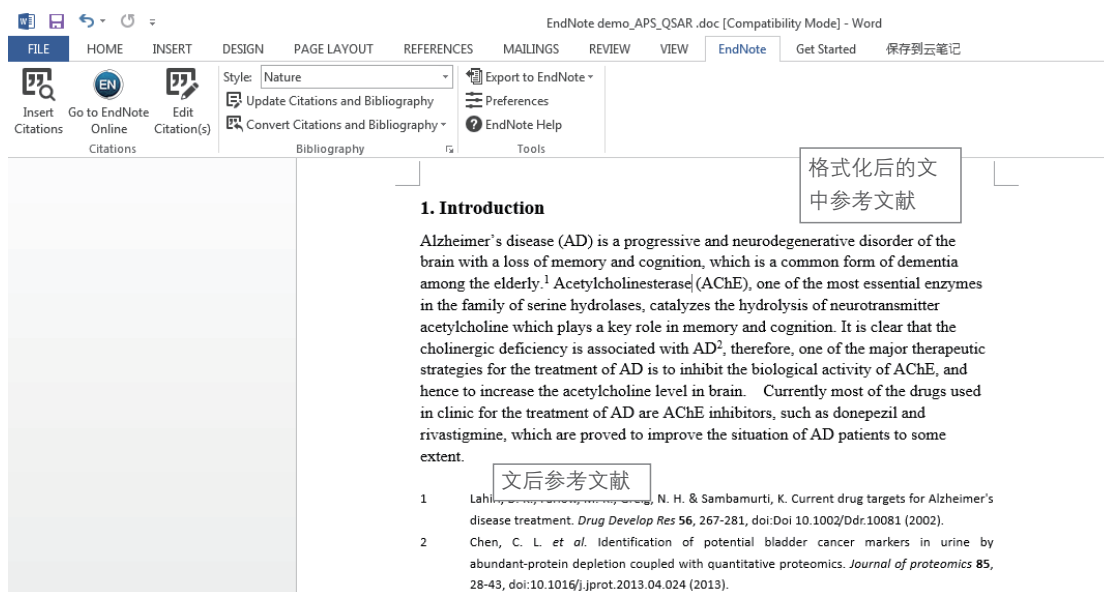 EndNote demo_APS_QSAR .doc [Compatibility Mode] - Word
FILE HOME INSERT DESIGN PAGE LAYOUT REFERENCES MAILINGS REVIEW VIEW EndNote Get Started 保存到云笔记
Insert Citations
Go to EndNote Online
Edit Citation(s)
Citations
Style: Nature
Update Citations and Bibliography
Convert Citations and Bibliography
Bibliography
Export to EndNote
Preferences
EndNote Help
Tools
格式化后的文
中参考文献
1. Introduction
Alzheimer's disease (AD) is a progressive and neurodegenerative disorder of the
brain with a loss of memory and cognition, which is a common form of dementia
among the elderly.1 Acetylcholinesterase (AChE), one of the most essential enzymes
in the family of serine hydrolases, catalyzes the hydrolysis of neurotransmitter
acetylcholine which plays a key role in memory and cognition. It is clear that the
cholinergic deficiency is associated with AD2, therefore, one of the major therapeutic
strategies for the treatment of AD is to inhibit the biological activity of AChE, and
hence to increase the acetylcholine level in brain. Currently most of the drugs used
in clinic for the treatment of AD are AChE inhibitors, such as donepezil and
rivastigmine, which are proved to improve the situation of AD patients to some
extent.
文后参考文献
1 N. H. & Sambamurti, K. Current drug targets for Alzheimer's
disease treatment. Drug Develop Res 56, 267-281, doi:Doi 10.1002/Ddr.10081 (2002).
2 Chen, C. L. et al. Identification of potential bladder cancer markers in urine by
abundant-protein depletion coupled with quantitative proteomics. Journal of proteomics 85,
28-43, doi:10.1016/j.jprot.2013.04.024 (2013).